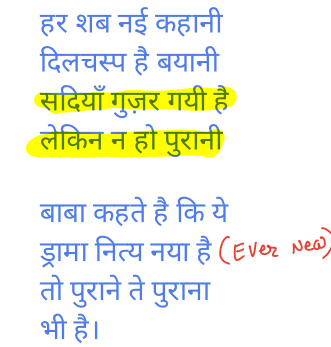 हर शब नई कहानी
दिलचस्प है बयानी
सदियाँ गुज़र गयी है
लेकिन न हो पुरानी
बाबा कहते है कि ये
ड्रामा नित्य नया है (Ever New)
तो पुराने ते पुराना
भी है।